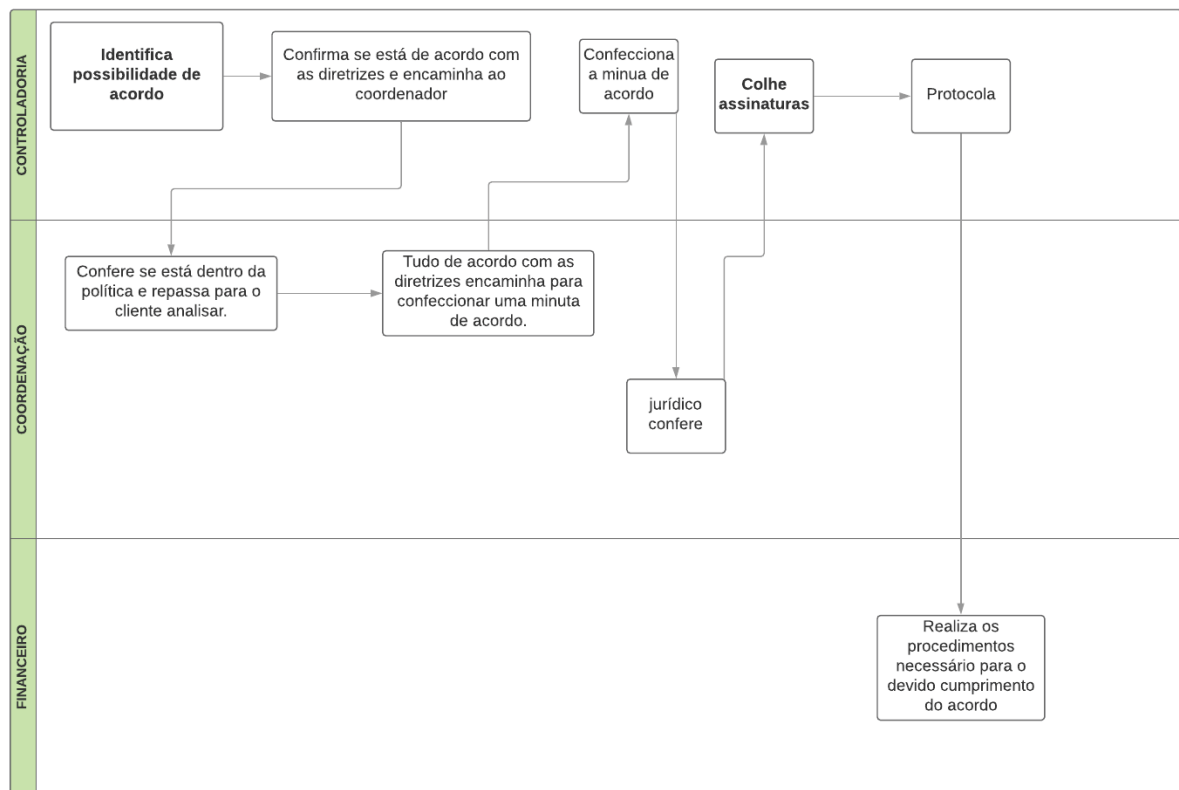 CONTROLADORIA
Identifica
possibilidade de
acordo
Confirma se está de acordo com
as diretrizes e encaminha ao
coordenador
Confecciona
a minua de
acordo
Colhe
assinaturas
Protocola
COORDENAÇÃO
Confere se está dentro da
política e repassa para o
cliente analisar.
Tudo de acordo com as
diretrizes encaminha para
confeccionar uma minuta
de acordo.
jurídico
confere
FINANCEIRO
Realiza os
procedimentos
necessário para o
devido cumprimento
do acordo